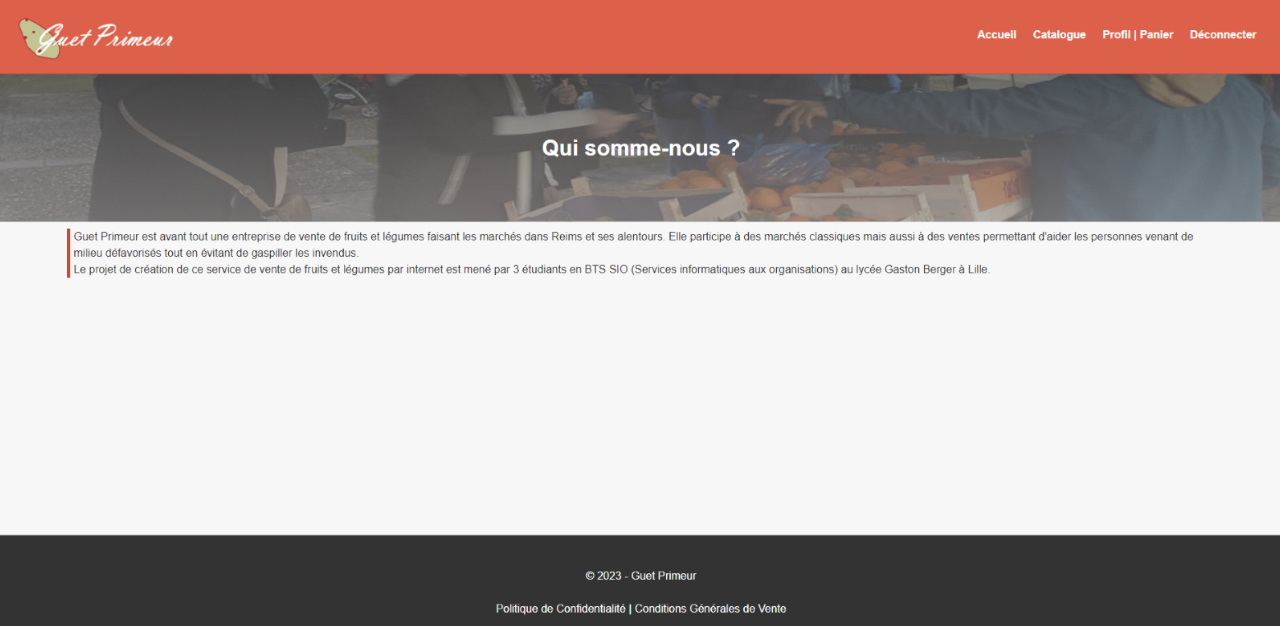 Guet Primeur
Accueil Catalogue Profil | Panier Déconnecter
Qui somme-nous ?
Guet Primeur est avant tout une entreprise de vente de fruits et légumes faisant les marchés dans Reims et ses alentours. Elle participe à des marchés classiques mais aussi à des ventes permettant d'aider les personnes venant de
milieu défavorisés tout en évitant de gaspiller les invendus.
Le projet de création de ce service de vente de fruits et légumes par internet est mené par 3 étudiants en BTS SIO (Services informatiques aux organisations) au lycée Gaston Berger à Lille.
© 2023 - Guet Primeur
Politique de Confidentialité | Conditions Générales de Vente